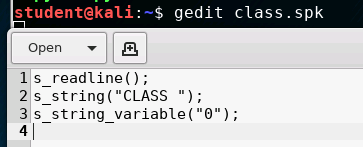 student@kali:~$ gedit class.spk
Open
1 s_readline();
2 s_string("CLASS ");
3 s_string_variable("0");
4